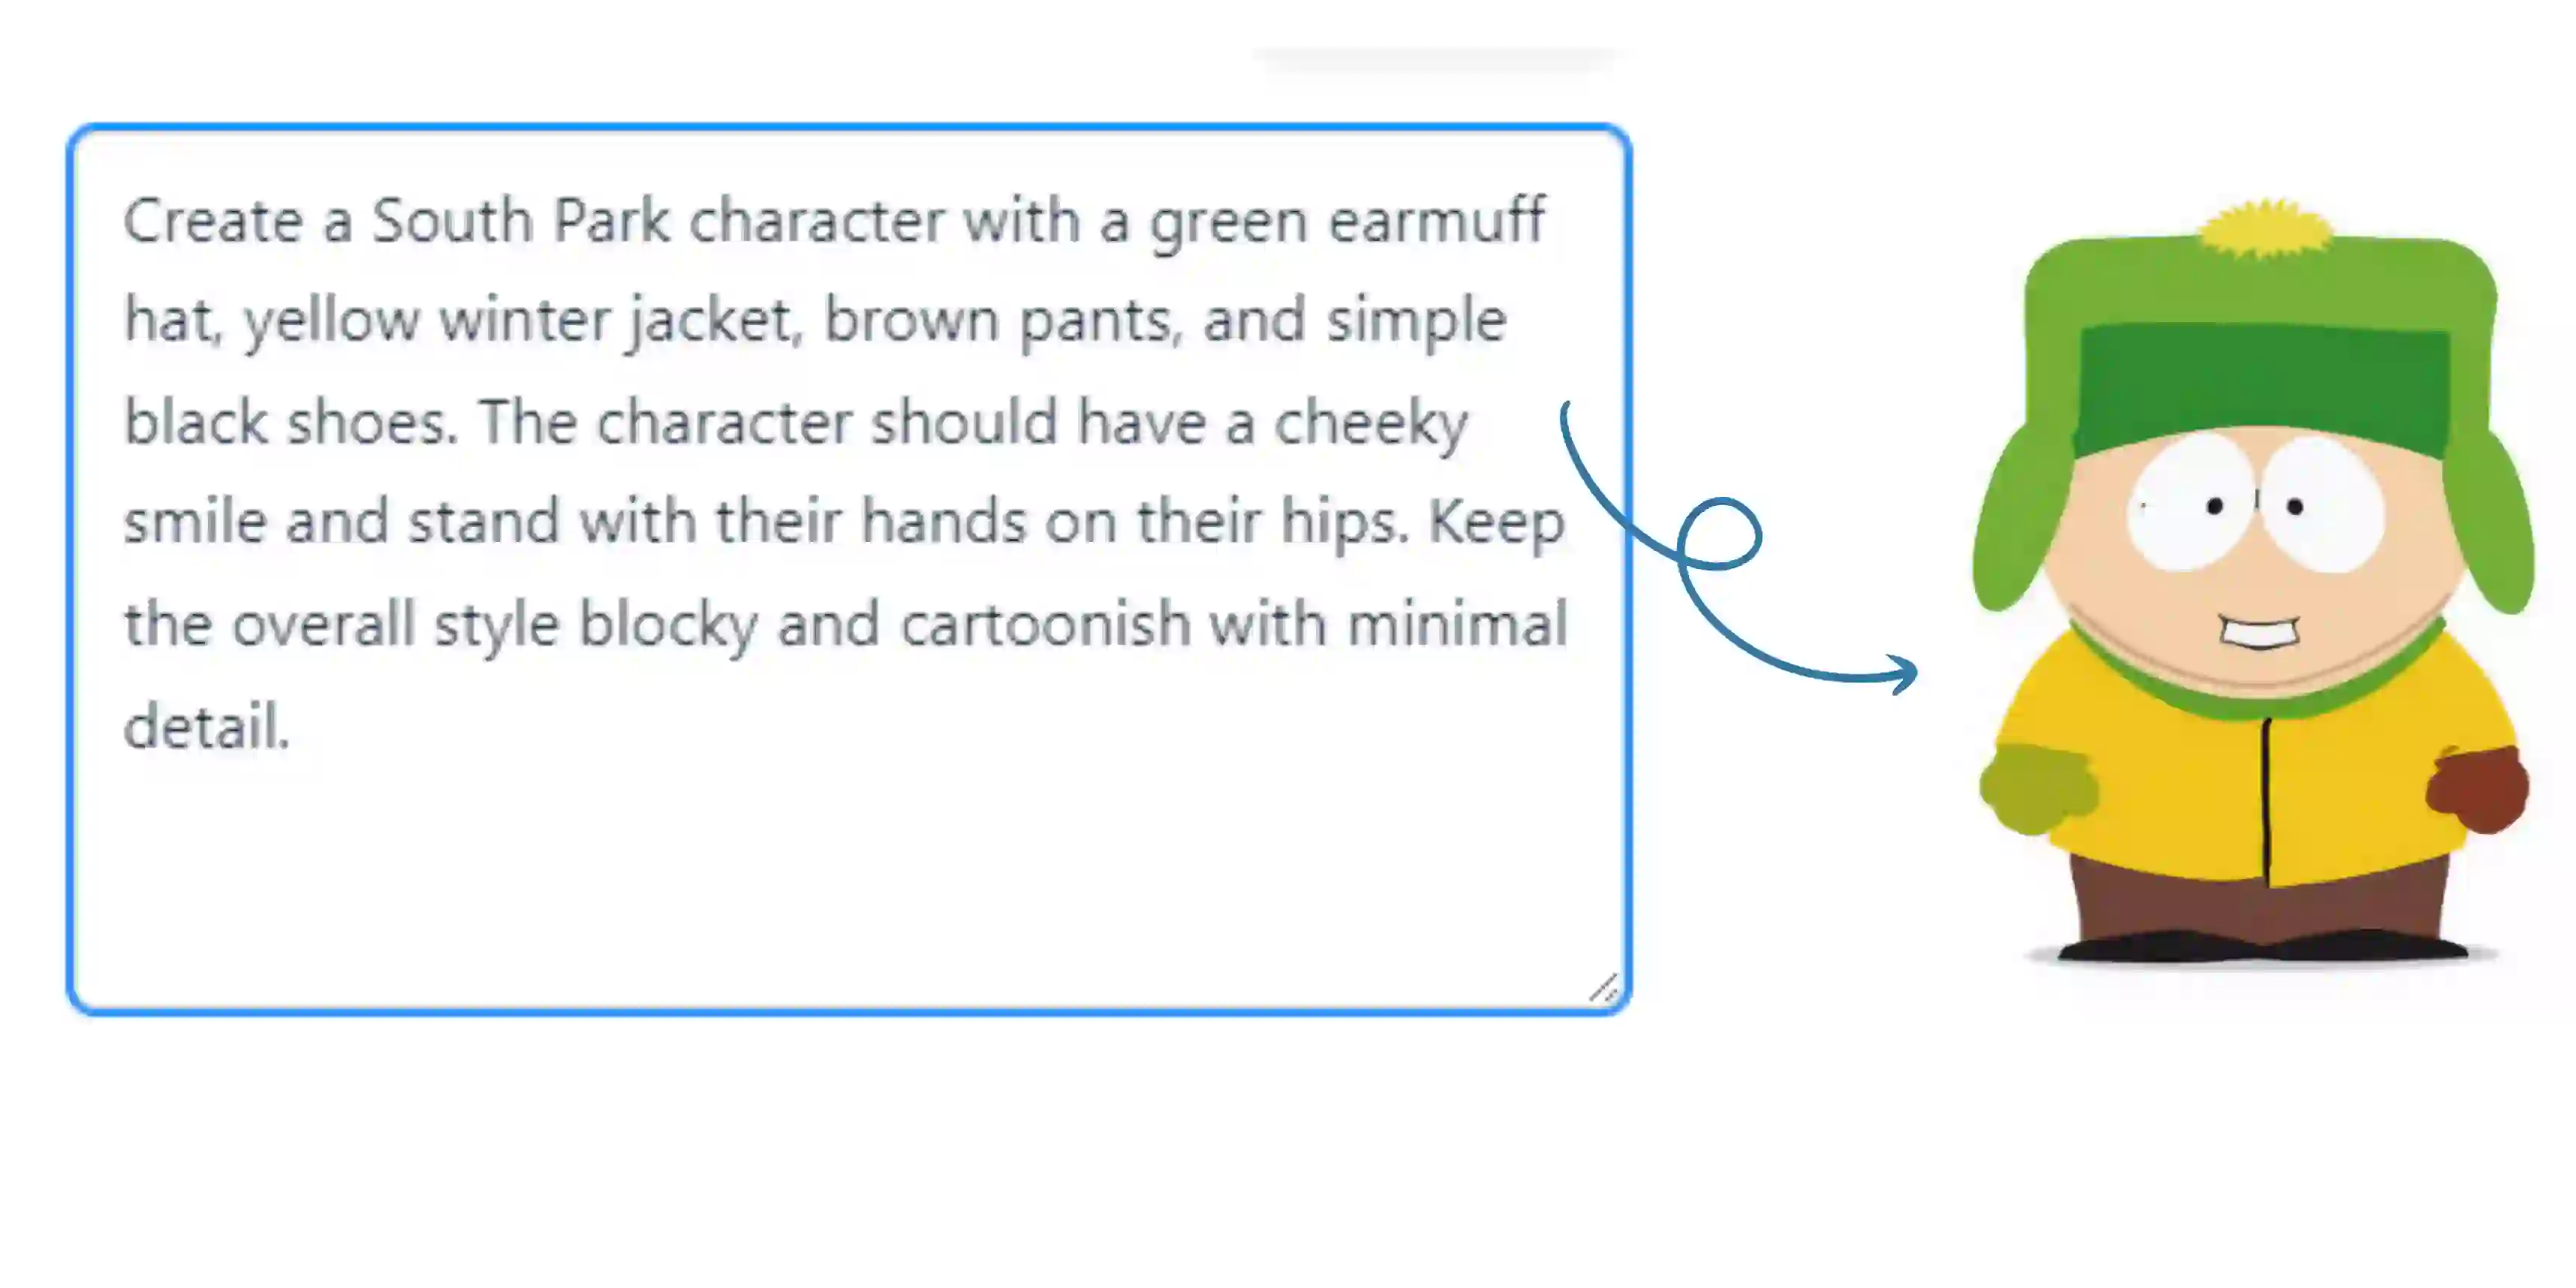 Create a South Park character with a green earmuff
hat, yellow winter jacket, brown pants, and simple
black shoes. The character should have a cheeky
smile and stand with their hands on their hips. Keep
the overall style blocky and cartoonish with minimal
detail.